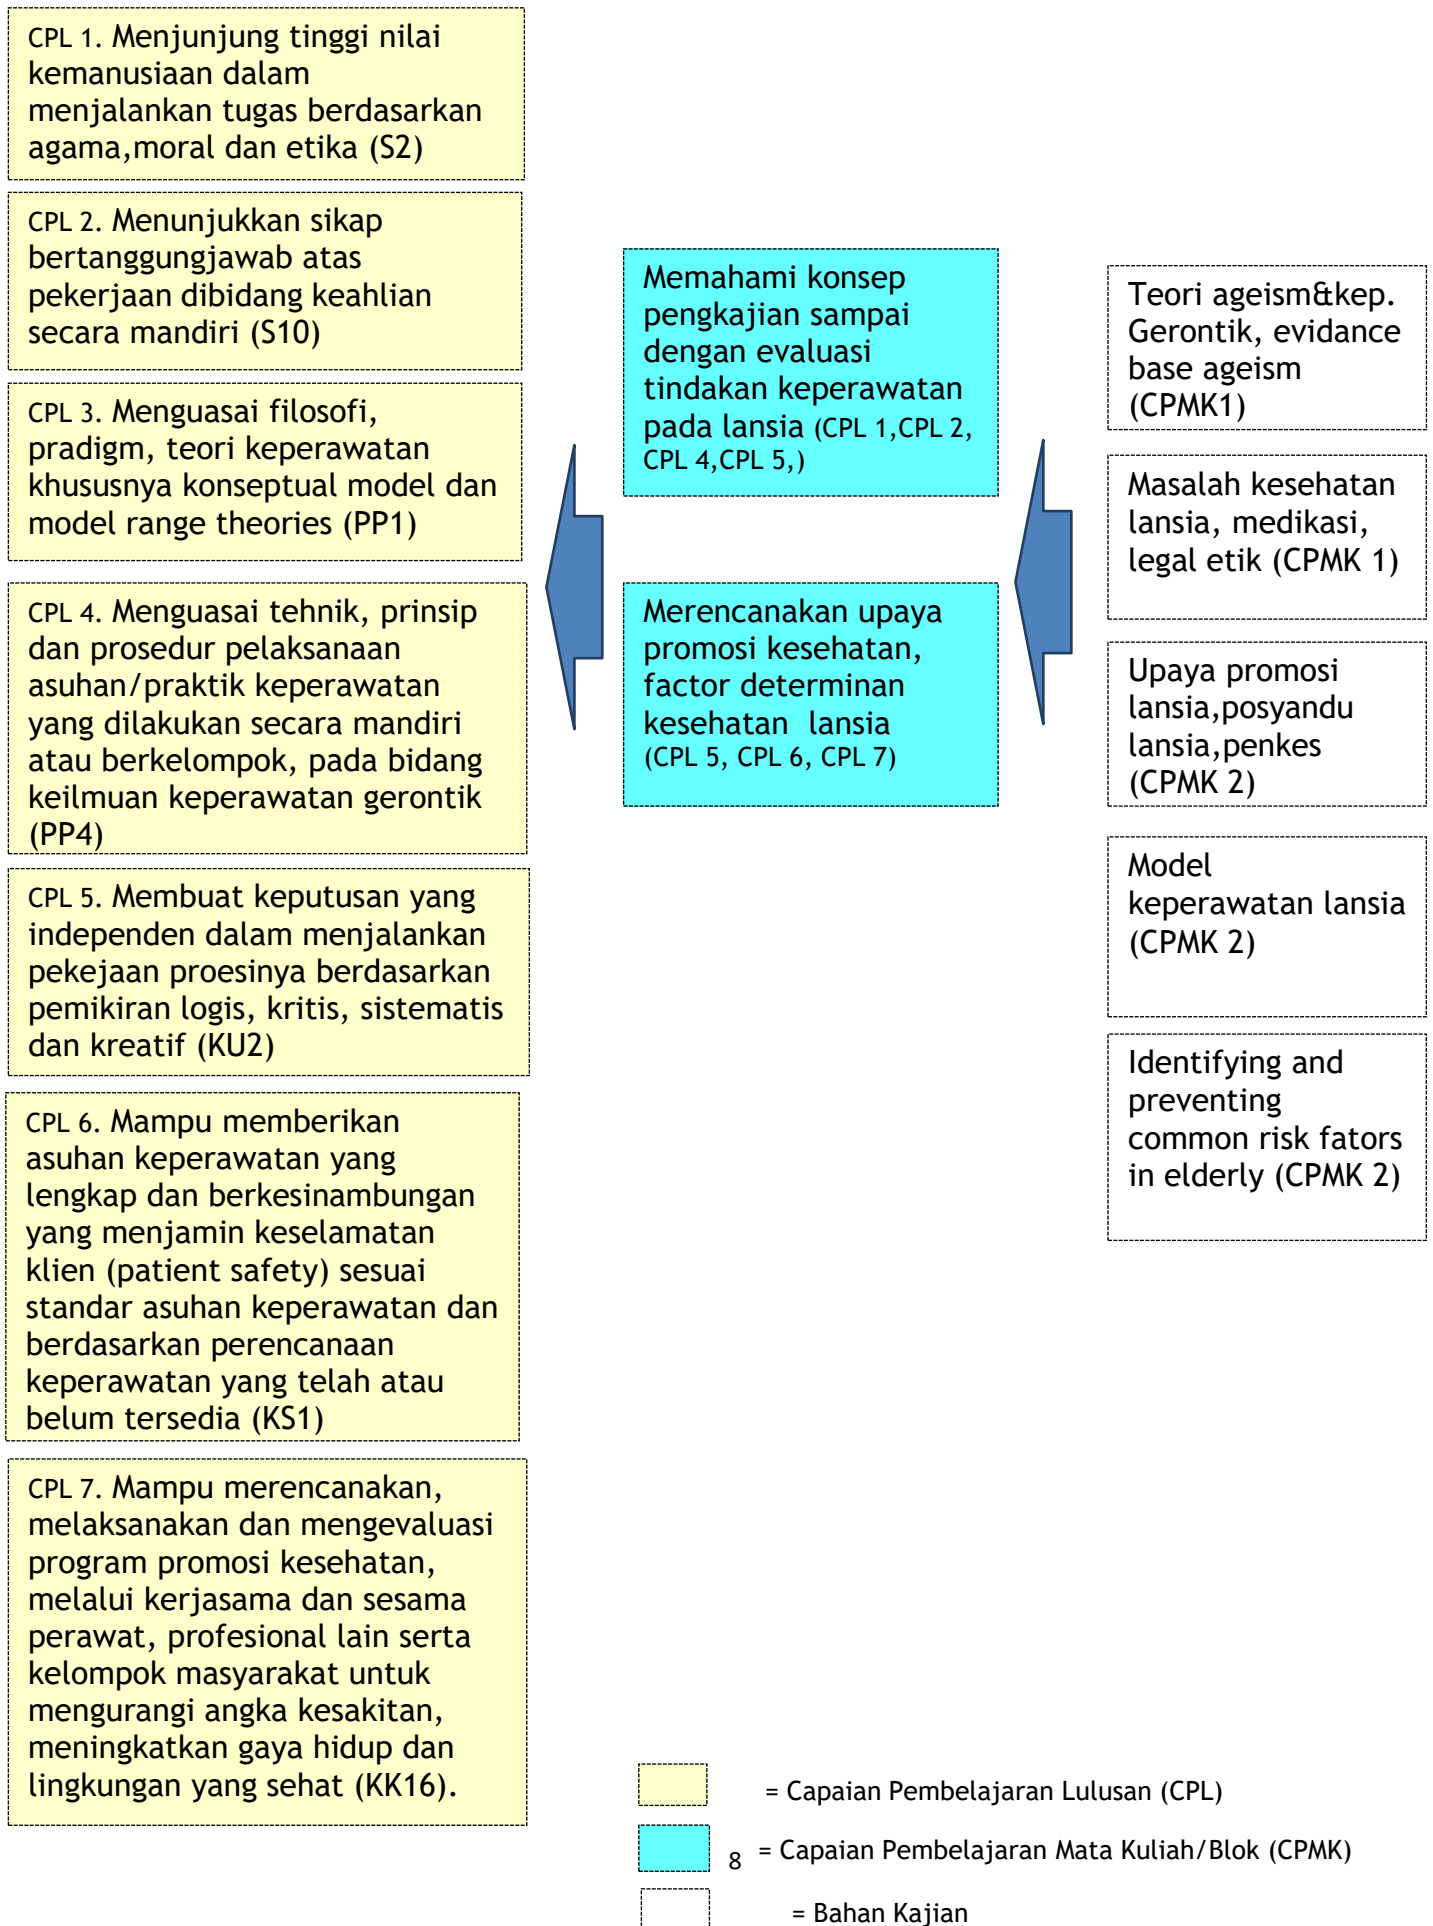 CPL 1. Menjunjung tinggi nilai
kemanusiaan dalam
menjalankan tugas berdasarkan
agama,moral dan etika (S2)
CPL 2. Menunjukkan sikap
bertanggungjawab atas
pekerjaan dibidang keahlian
secara mandiri (S10)
CPL 3. Menguasai filosofi,
pradigm, teori keperawatan
khususnya konseptual model dan
model range theories (PP1)
CPL 4. Menguasai tehnik, prinsip
dan prosedur pelaksanaan
asuhan/praktik keperawatan
yang dilakukan secara mandiri
atau berkelompok, pada bidang
keilmuan keperawatan gerontik
(PP4)
CPL 5. Membuat keputusan yang
independen dalam menjalankan
pekejaan proesinya berdasarkan
pemikiran logis, kritis, sistematis
dan kreatif (KU2)
CPL 6. Mampu memberikan
asuhan keperawatan yang
lengkap dan berkesinambungan
yang menjamin keselamatan
klien (patient safety) sesuai
standar asuhan keperawatan dan
berdasarkan perencanaan
keperawatan yang telah atau
belum tersedia (KS1)
CPL 7. Mampu merencanakan,
melaksanakan dan mengevaluasi
program promosi kesehatan,
melalui kerjasama dan sesama
perawat, profesional lain serta
kelompok masyarakat untuk
mengurangi angka kesakitan,
meningkatkan gaya hidup dan
lingkungan yang sehat (KK16).
Memahami konsep
pengkajian sampai
dengan evaluasi
tindakan keperawatan
pada lansia (CPL 1,CPL 2,
CPL 4,CPL 5,)
Merencanakan upaya
promosi kesehatan,
factor determinan
kesehatan lansia
(CPL 5, CPL 6, CPL 7)
Teori ageism&kep.
Gerontik, evidance
base ageism
(CPMK1)
Masalah kesehatan
lansia, medikasi,
legal etik (CPMK 1)
Upaya promosi
lansia,posyandu
lansia,penkes
(CPMK 2)
Model
keperawatan lansia
(CPMK 2)
Identifying and
preventing
common risk fators
in elderly (CPMK 2)
= Capaian Pembelajaran Lulusan (CPL)
8 = Capaian Pembelajaran Mata Kuliah/Blok (CPMK)
= Bahan Kajian